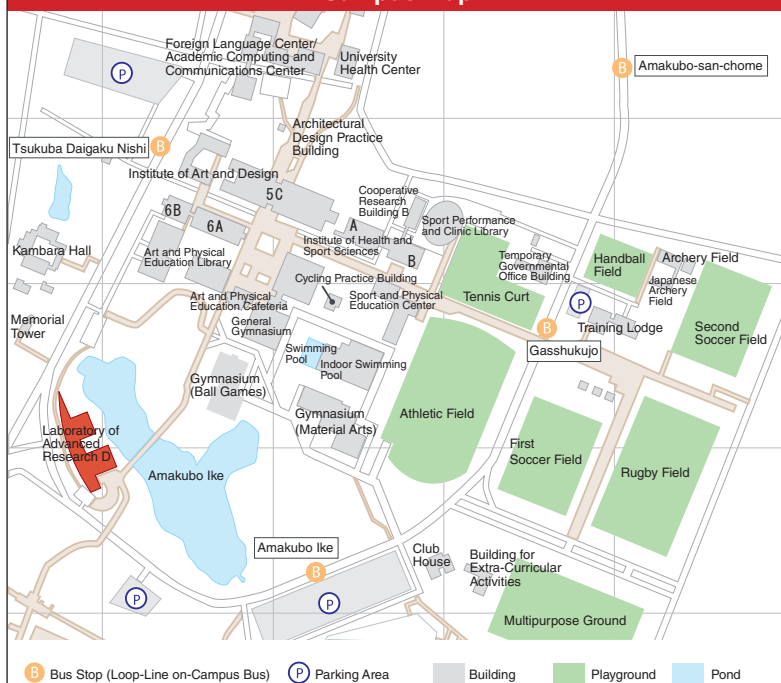 Foreign Language Center/
Academic Computing and
Communications Center
University
Health Center
P
B
Amakubo-san-chome
Architectural
Design Practice
Building
Tsukuba Daigaku Nishi
B
Institute of Art and Design
5C
Cooperative
Research
Building B
6B
6A
A
Sport Performance
and Clinic Library
Institute of Health and
Sport Sciences
B
Kambara Hall
Art and Physical
Education Library
Temporary
Governmental
Office Building
Handball
Field
Archery Field
Japanese
Archery
Field
Cycling Practice Building
Art and Physical
Education Cafeteria
Sport and Physical
Education Center
Tennis Curt
P
Memorial
Tower
General
Gymnasium
B
Training Lodge
Second
Soccer Field
Gasshukujo
Swimming
Pool
Indoor Swimming
Pool
Gymnasium
(Ball Games)
Gymnasium
(Material Arts)
Athletic Field
Laboratory of
Advanced
Research D
First
Soccer Field
Rugby Field
Amakubo Ike
Amakubo Ike
B
Club
House
Building for
Extra-Curricular
Activities
P
P
Multipurpose Ground
B Bus Stop (Loop-Line on-Campus Bus) P Parking Area Building Playground Pond